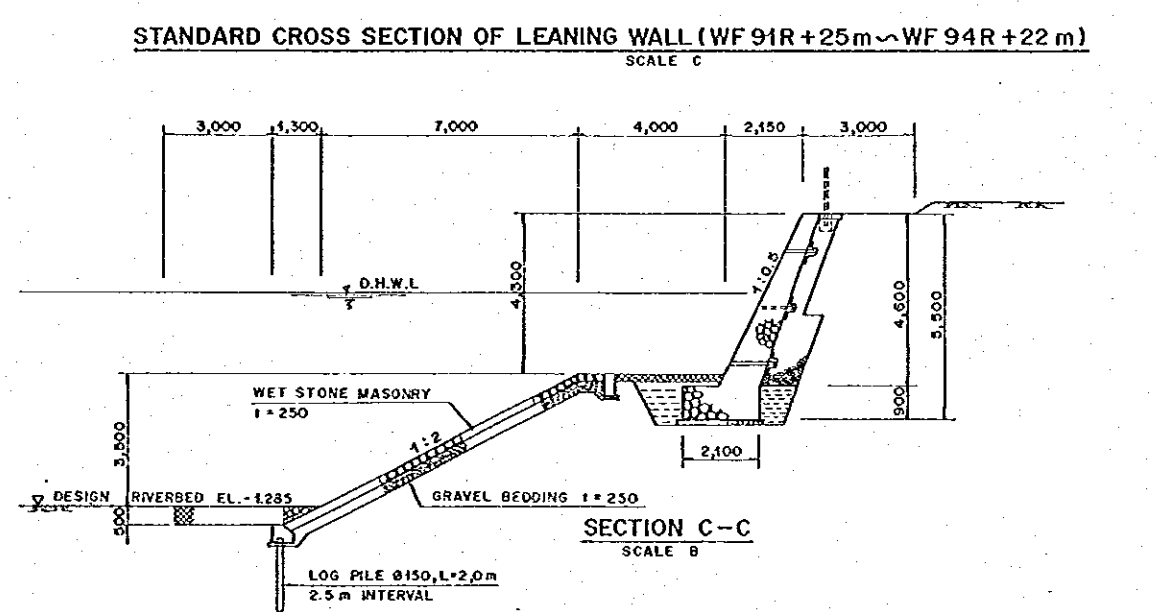 STANDARD CROSS SECTION OF LEANING WALL (WF 91R+25m~WF 94R+22 m)
SCALE C
3,000 1,300 7,000 4,000 2,150 3,000
D.H.W.L
4,300
1:0.5
4,600
5,500
900
WET STONE MASONRY
t = 250
3,500
1:2
2,100
DESIGN RIVERBED EL.-1.285
500
GRAVEL BEDDING t = 250
SECTION C-C
SCALE B
LOG PILE Ø150, L=2,0m
2.5 m INTERVAL